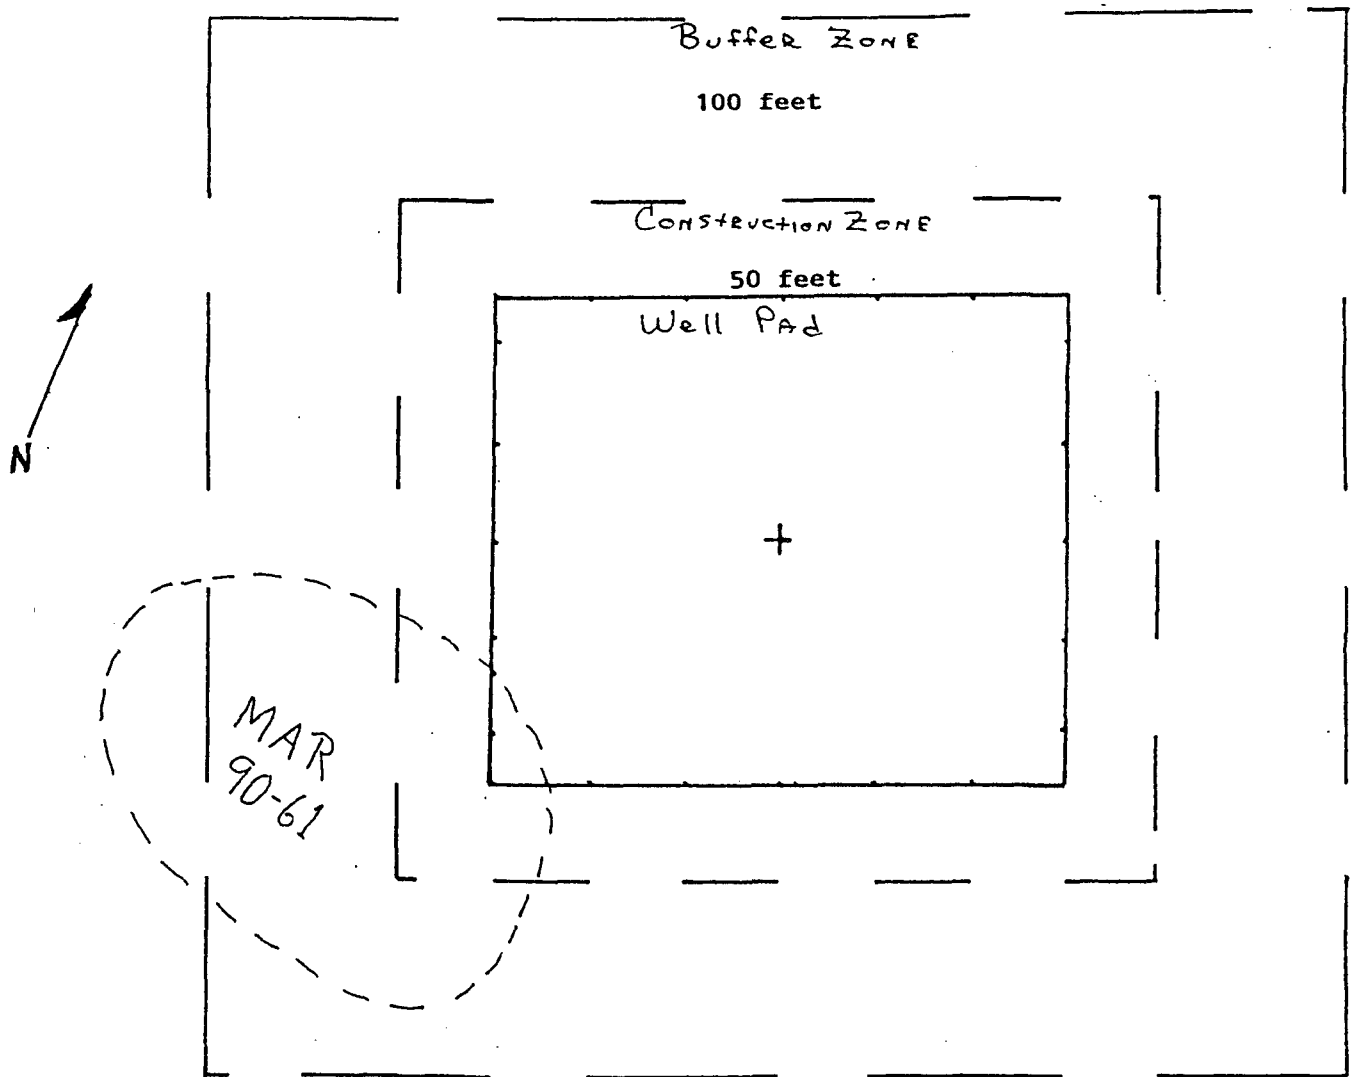 Buffer Zone
100 feet
Construction Zone
50 feet
Well Pad
N
MAR
90-61